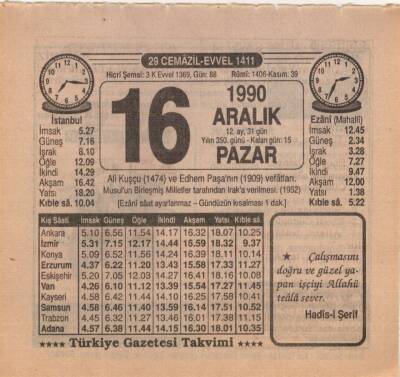 29 CEMÂZİL-EVVEL 1411
Hicrî Şemsî: 3 K.Evvel 1369, Gün: 88 Rûmî: 1406-Kasım: 39
16
1990
ARALIK
12. ay, 31 gün
Yılın 350. günü - Kalan gün: 15
PAZAR
İstanbul
İmsak 5.27
Güneş 7.16
İşrak 8.10
Öğle 12.09
İkindi 14.29
Akşam 16.42
Yatsı 18.20
Kıble sâ. 10.04
Ezânî (Mahallî)
İmsak 12.45
Güneş 2.34
İşrak 3.28
Öğle 7.27
İkindi 9.47
Akşam 12.00
Yatsı 1.38
Kıble sâ. 5.22
Ali Kuşçu (1474) ve Edhem Paşa'nın (1909) vefâtları.
Musul'un Birleşmiş Milletler tarafından Irak'a verilmesi. (1952)
[Ezânî sâat ayarlanmaz – Gündüzün kısalması 1 dak.]
Kış Sâati İmsak Güneş Öğle İkindi Akşam Yatsı Kıble sâ.
Ankara 5.10 6.56 11.54 14.17 16.32 18.07 10.25
İzmir 5.31 7.15 12.17 14.44 16.59 18.32 9.37
Konya 5.09 6.52 11.56 14.24 16.39 18.11 10.14
Erzurum 4.37 6.22 11.20 13.43 15.58 17.33 11.27
Eskişehir 5.20 7.05 12.03 14.27 16.41 18.16 10.08
Van 4.26 6.10 11.12 13.39 15.54 17.27 11.45
Kayseri 4.58 6.42 11.44 14.10 16.25 17.58 10.41
Samsun 4.58 6.46 11.40 13.59 16.14 17.51 10.52
Trabzon 4.45 6.31 11.27 13.46 16.01 17.38 11.15
Adana 4.57 6.38 11.44 14.15 16.30 18.01 10.35
★ Çalışmasını
doğru ve güzel ya-
pan işçiyi Allahü
teâlâ sever.
Hadîs-i Şerîf
★★★★ Türkiye Gazetesi Takvimi ★★★★